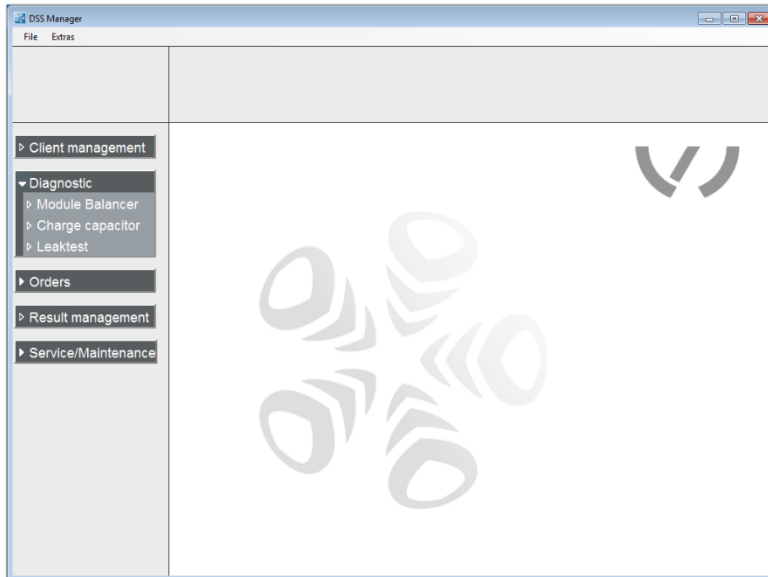 DSS Manager
File Extras
Client management
Diagnostic
Module Balancer
Charge capacitor
Leaktest
Orders
Result management
Service/Maintenance